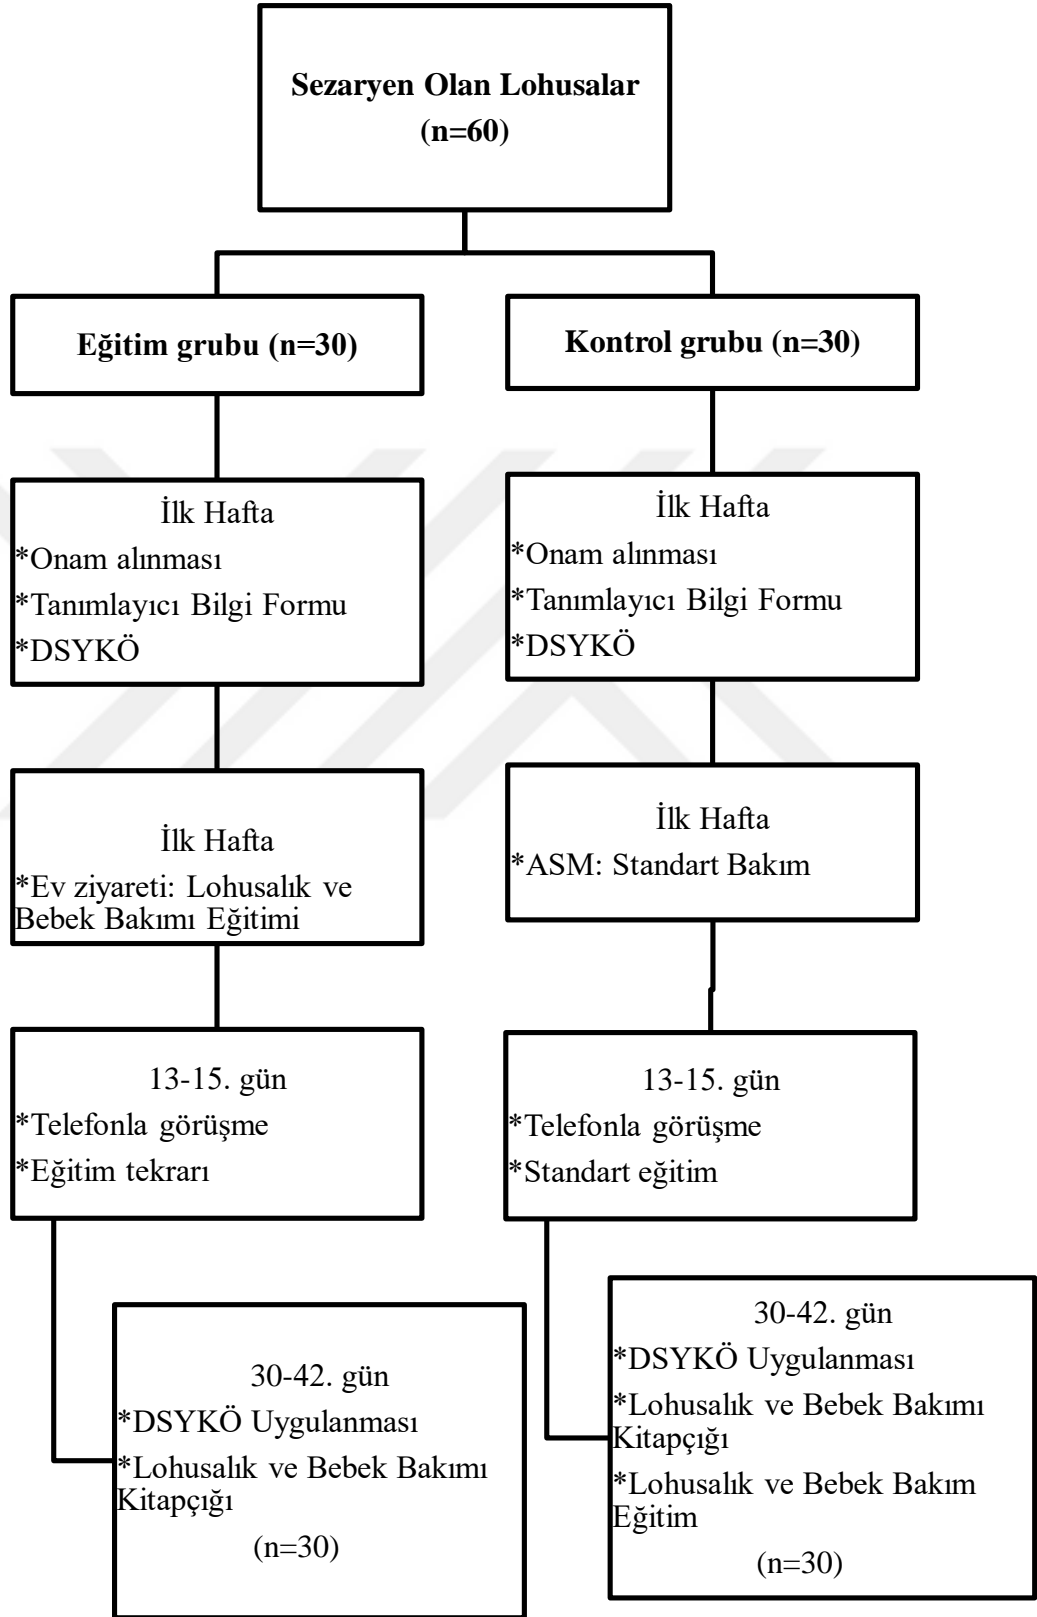 Sezaryen Olan Lohusalar
(n=60)
Eğitim grubu (n=30)
Kontrol grubu (n=30)
İlk Hafta
*Onam alınması
*Tanımlayıcı Bilgi Formu
*DSYKÖ
İlk Hafta
*Onam alınması
*Tanımlayıcı Bilgi Formu
*DSYKÖ
İlk Hafta
*Ev ziyareti: Lohusalık ve
Bebek Bakımı Eğitimi
İlk Hafta
*ASM: Standart Bakım
13-15. gün
*Telefonla görüşme
*Eğitim tekrarı
13-15. gün
*Telefonla görüşme
*Standart eğitim
30-42. gün
*DSYKÖ Uygulanması
*Lohusalık ve Bebek Bakımı
Kitapçığı
(n=30)
30-42. gün
*DSYKÖ Uygulanması
*Lohusalık ve Bebek Bakımı
Kitapçığı
*Lohusalık ve Bebek Bakım
Eğitim
(n=30)